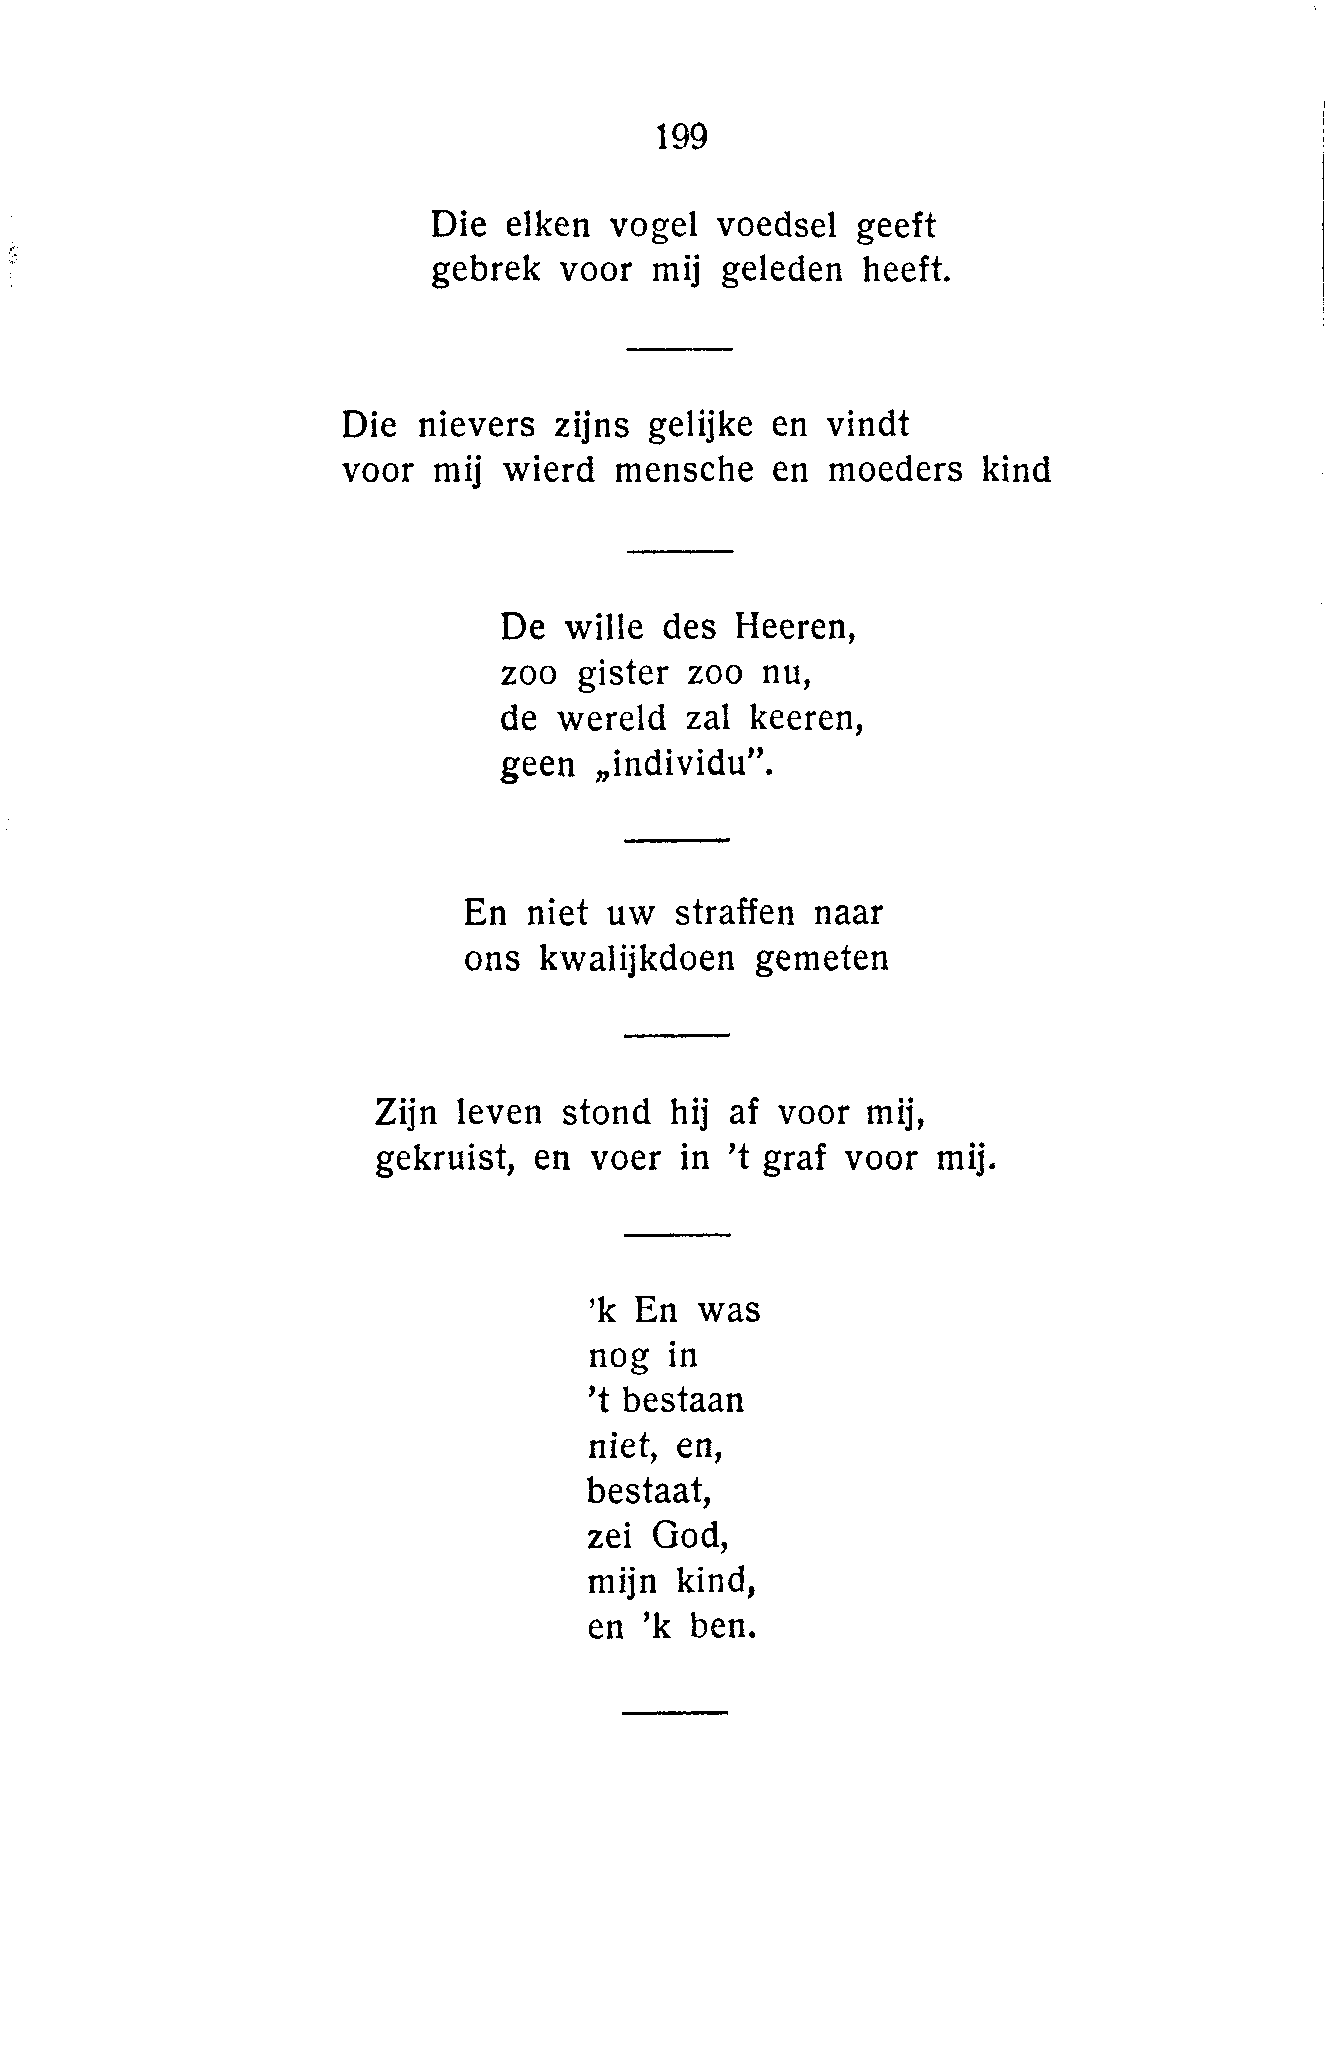 199
Die elken vogel voedsel geeft
gebrek voor mij geleden heeft.
Die nievers zijns gelijke en vindt
voor mij wierd mensche en moeders kind
De wille des Heeren,
zoo gister zoo nu,
de wereld zal keeren,
geen „individu”.
En niet uw straffen naar
ons kwalijkdoen gemeten
Zijn leven stond hij af voor mij,
gekruist, en voer in ’t graf voor mij.
’k En was
nog in
’t bestaan
niet, en,
bestaat,
zei God,
mijn kind,
en ’k ben.